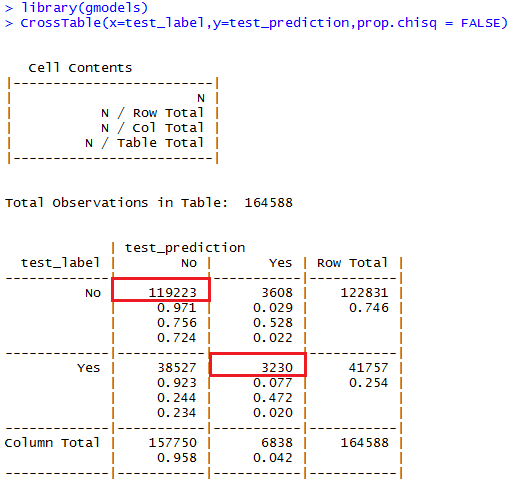 > library(gmodels)
> CrossTable(x=test_label,y=test_prediction,prop.chisq = FALSE)
   Cell Contents
|-------------------------|
|                       N |
|           N / Row Total |
|           N / Col Total |
|         N / Table Total |
|-------------------------|
Total Observations in Table:  164588
             | test_prediction
  test_label |        No |       Yes | Row Total |
-------------|-----------|-----------|-----------|
          No |    119223 |      3608 |    122831 |
             |     0.971 |     0.029 |     0.746 |
             |     0.756 |     0.528 |           |
             |     0.724 |     0.022 |           |
-------------|-----------|-----------|-----------|
         Yes |     38527 |      3230 |     41757 |
             |     0.923 |     0.077 |     0.254 |
             |     0.244 |     0.472 |           |
             |     0.234 |     0.020 |           |
-------------|-----------|-----------|-----------|
Column Total |    157750 |      6838 |    164588 |
             |     0.958 |     0.042 |           |
-------------|-----------|-----------|-----------|